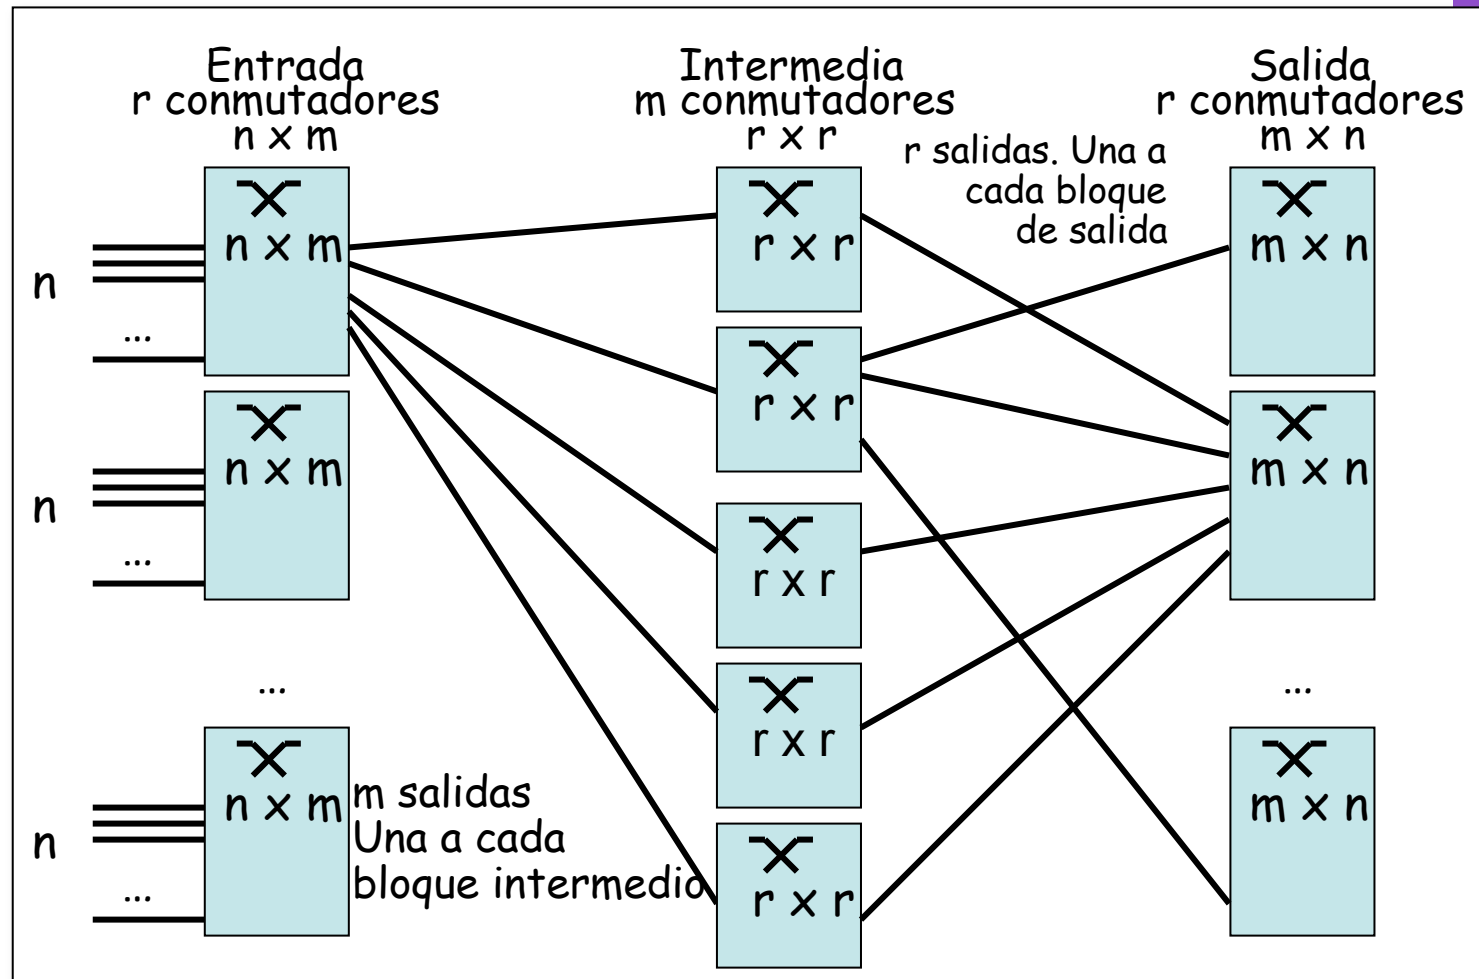 Entrada
r conmutadores
n x m
Intermedia
m conmutadores
r x r
Salida
r conmutadores
m x n
r salidas. Una a
cada bloque
de salida
n
...
n x m
n
...
n x m
...
n
...
n x m
m salidas
Una a cada
bloque intermedio
r x r
r x r
r x r
r x r
r x r
m x n
m x n
...
m x n